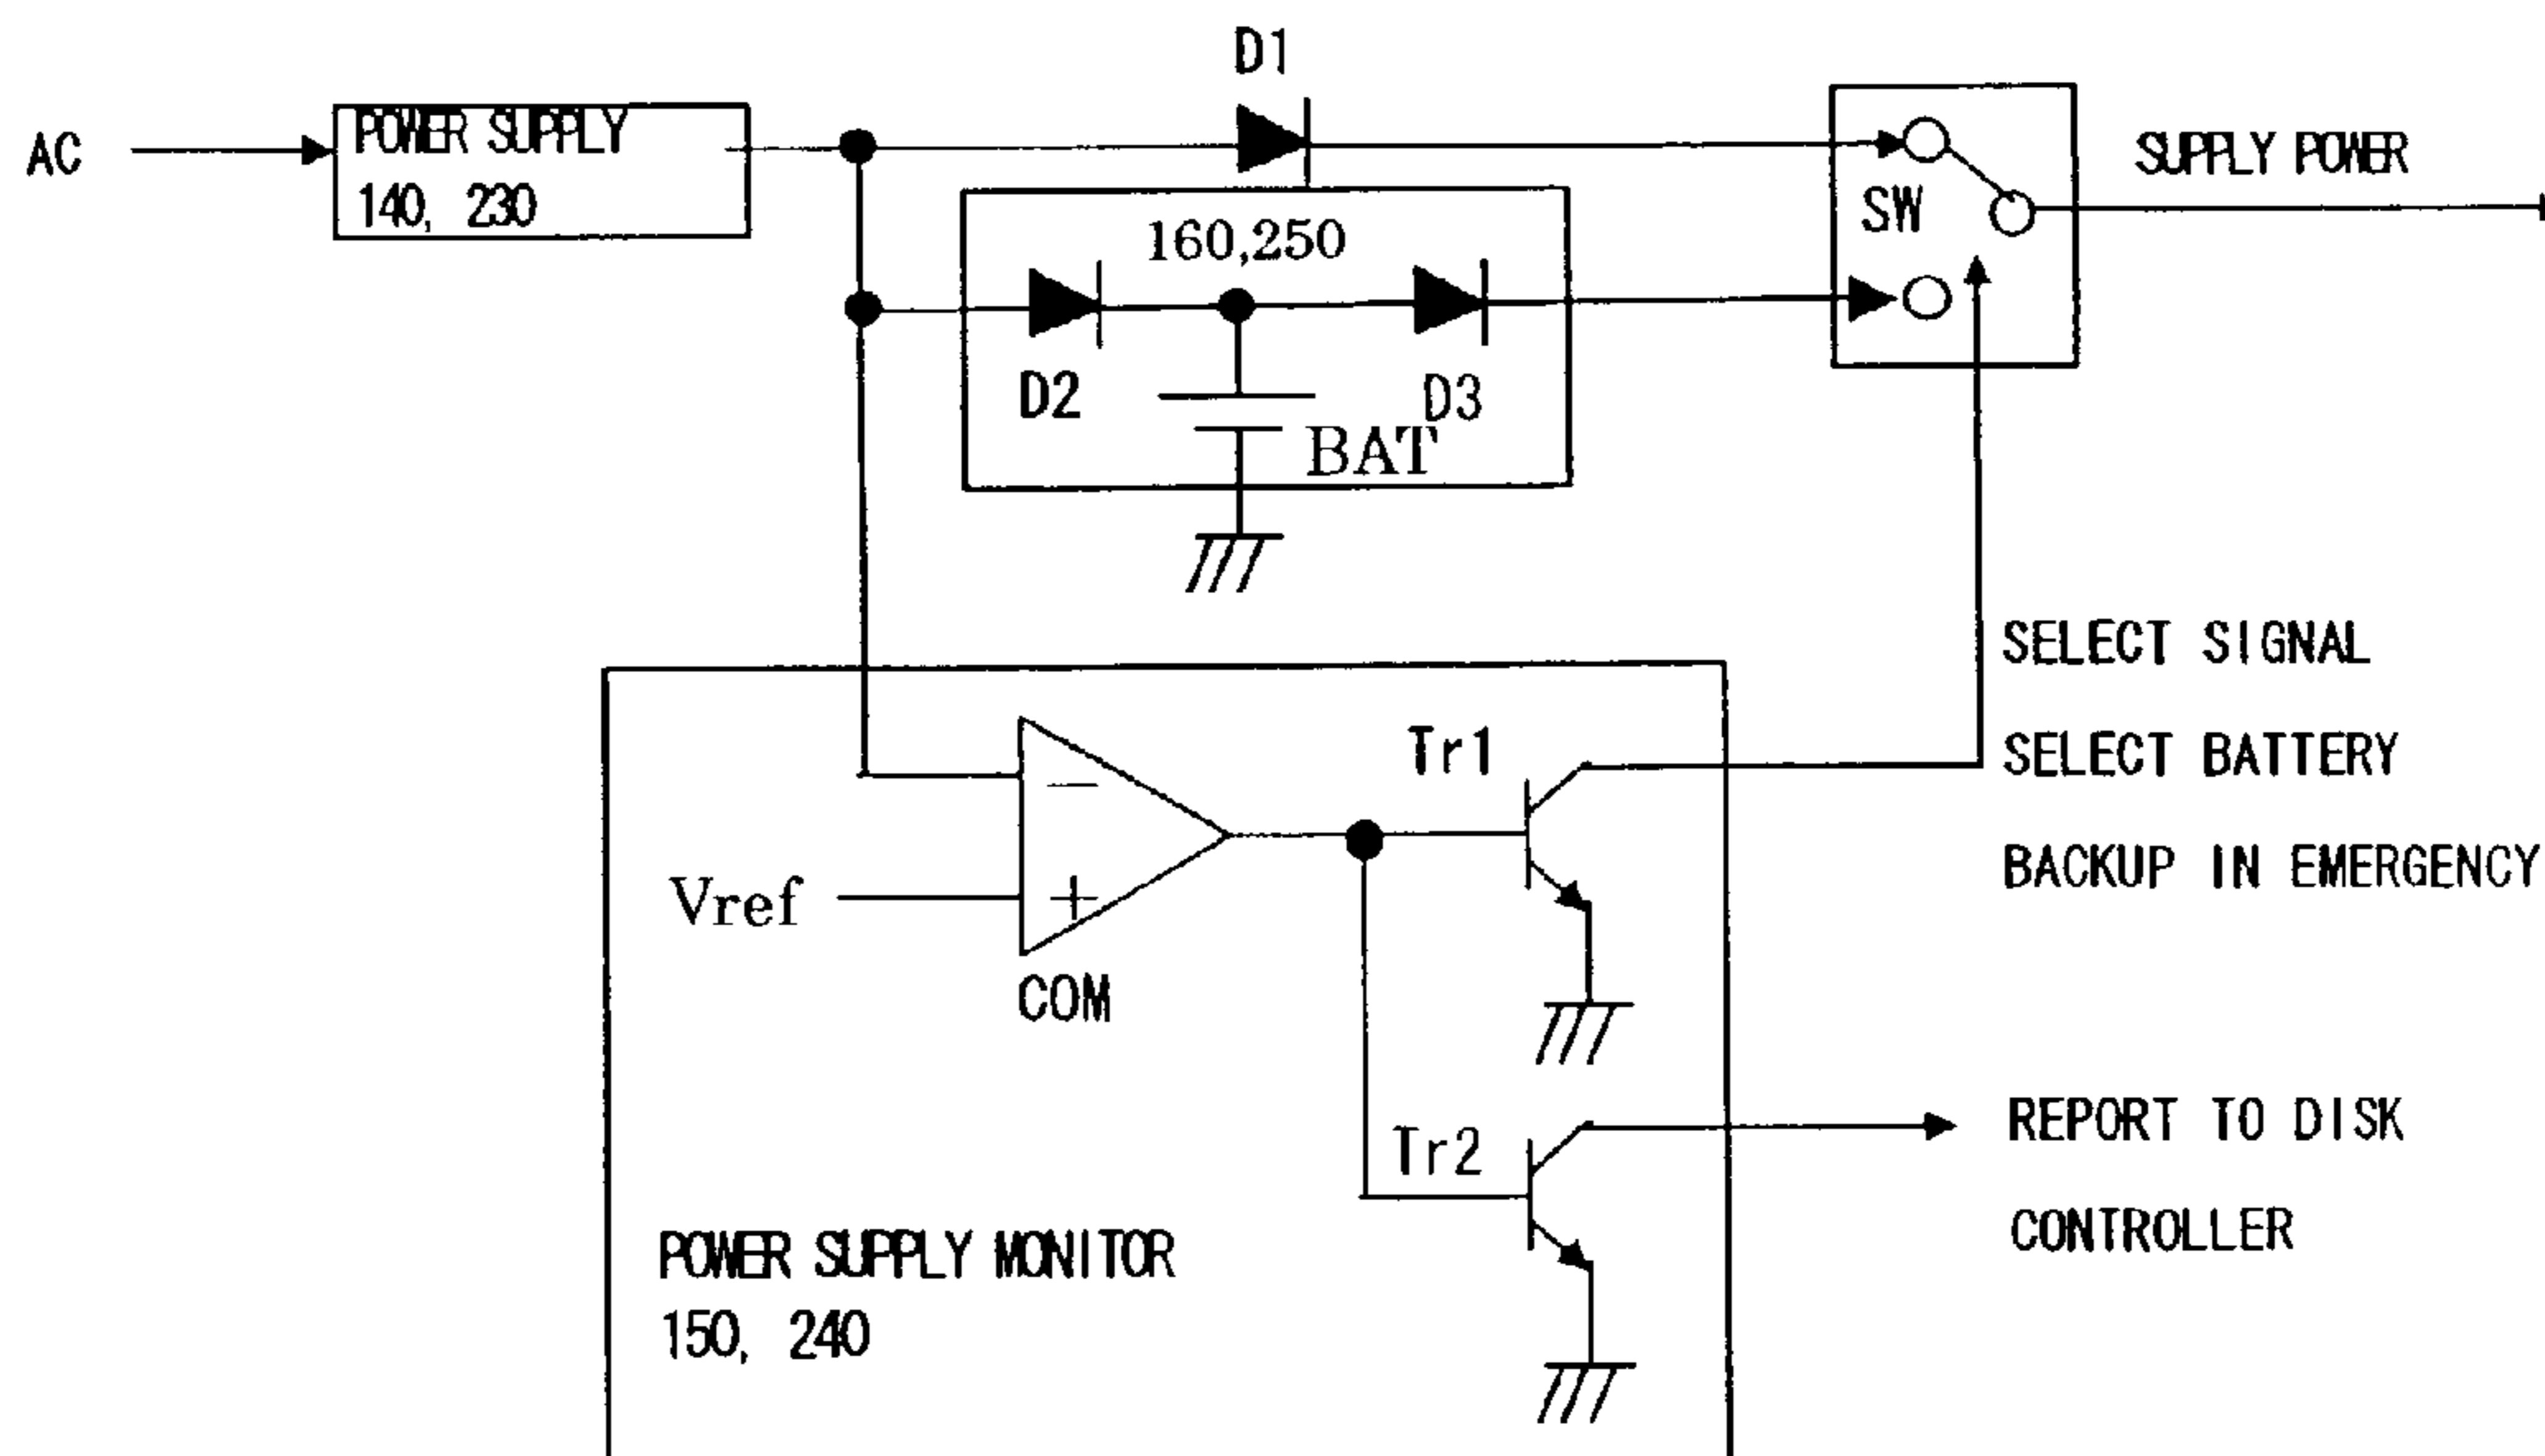 D1
AC
POWER SUPPLY
140, 230
SUPPLY POWER
SW
160,250
D2
D3
BAT
SELECT SIGNAL
SELECT BATTERY
BACKUP IN EMERGENCY
Tr1
−
Vref
+
COM
Tr2
REPORT TO DISK
CONTROLLER
POWER SUPPLY MONITOR
150, 240